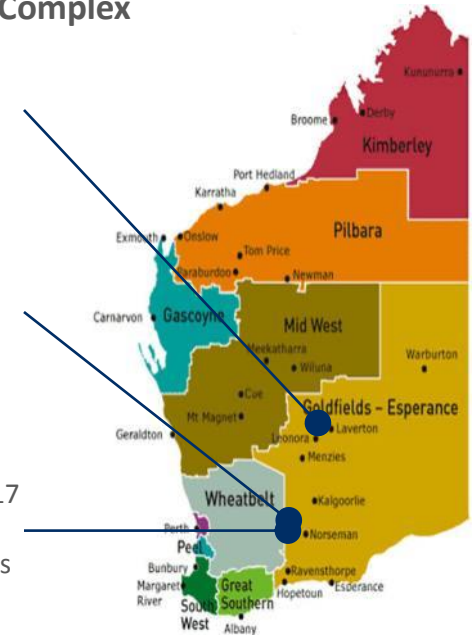 Complex
Kununurra
Derby
Broome
Kimberley
Port Hedland
Karratha
Pilbara
Exmouth
Onslow
Tom Price
Paraburdoo
Newman
Carnarvon
Gascoyne
Mid West
Meekatharra
Wiluna
Warburton
Cue
Goldfields – Esperance
Mt Magnet
Laverton
Leonora
Geraldton
Menzies
17
Wheatbelt
Kalgoorlie
Perth
Norseman
Peel
s
Bunbury
Ravensthorpe
Margaret
River
Great
Southern
Hopetoun
Esperance
South
West
Albany